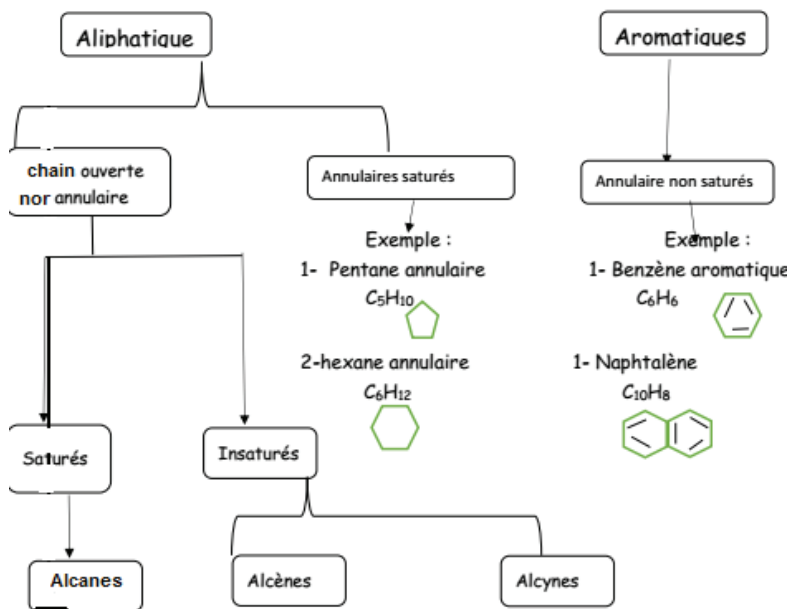 Aliphatique
Aromatiques
chain ouverte
nor annulaire
Annulaires saturés
Annulaire non saturés
Exemple :
1- Pentane annulaire
C₅H₁₀
2-hexane annulaire
C₆H₁₂
Exemple :
1- Benzène aromatique
C₆H₆
1- Naphtalène
C₁₀H₈
Saturés
Insaturés
Alcanes
Alcènes
Alcynes